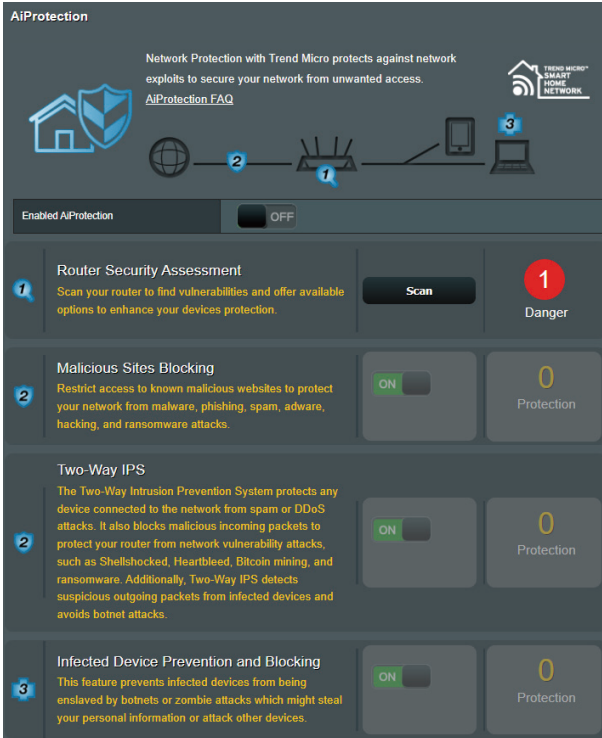 AiProtection
Network Protection with Trend Micro protects against network
exploits to secure your network from unwanted access.
AiProtection FAQ
TREND MICRO™
SMART
HOME
NETWORK
3
2
1
Enabled AiProtection
OFF
1
Router Security Assessment
Scan your router to find vulnerabilities and offer available
options to enhance your devices protection.
Scan
1
Danger
2
Malicious Sites Blocking
Restrict access to known malicious websites to protect
your network from malware, phishing, spam, adware,
hacking, and ransomware attacks.
ON
0
Protection
2
Two-Way IPS
The Two-Way Intrusion Prevention System protects any
device connected to the network from spam or DDoS
attacks. It also blocks malicious incoming packets to
protect your router from network vulnerability attacks,
such as Shellshocked, Heartbleed, Bitcoin mining, and
ransomware. Additionally, Two-Way IPS detects
suspicious outgoing packets from infected devices and
avoids botnet attacks.
ON
0
Protection
3
Infected Device Prevention and Blocking
This feature prevents infected devices from being
enslaved by botnets or zombie attacks which might steal
your personal information or attack other devices.
ON
0
Protection